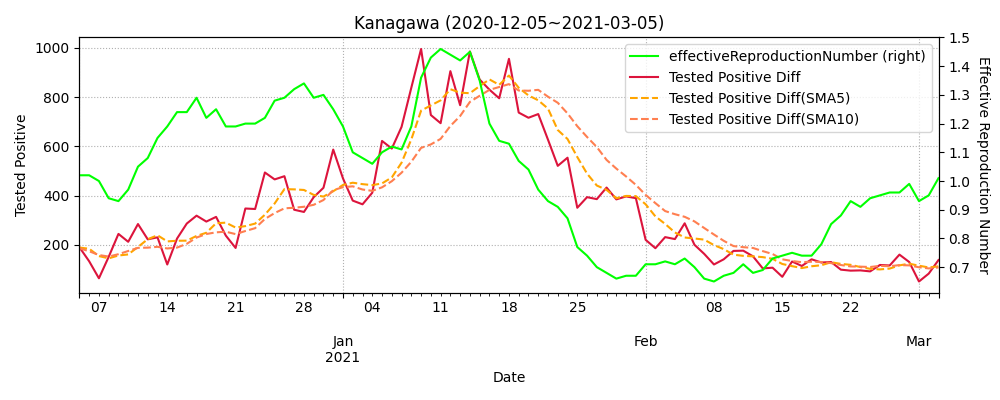 Kanagawa (2020-12-05~2021-03-05)
effectiveReproductionNumber (right)
Tested Positive Diff
Tested Positive Diff(SMA5)
Tested Positive Diff(SMA10)
Tested Positive
1000
800
600
400
200
Effective Reproduction Number
1.5
1.4
1.3
1.2
1.1
1.0
0.9
0.8
0.7
07 14 21 28 04 11 18 25 08 15 22
Jan Feb Mar
2021
Date